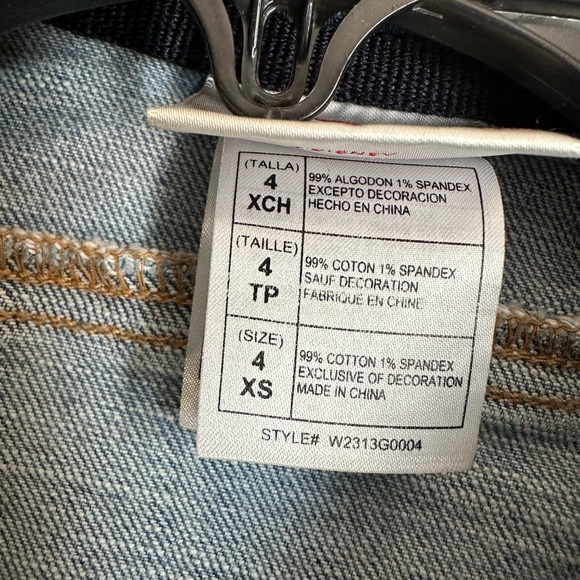 (TALLA)
4
XCH
99% ALGODON 1% SPANDEX
EXCEPTO DECORACION
HECHO EN CHINA
(TAILLE)
4
TP
99% COTON 1% SPANDEX
SAUF DECORATION
FABRIQUE EN CHINE
(SIZE)
4
XS
99% COTTON 1% SPANDEX
EXCLUSIVE OF DECORATION
MADE IN CHINA
STYLE# W2313G0004